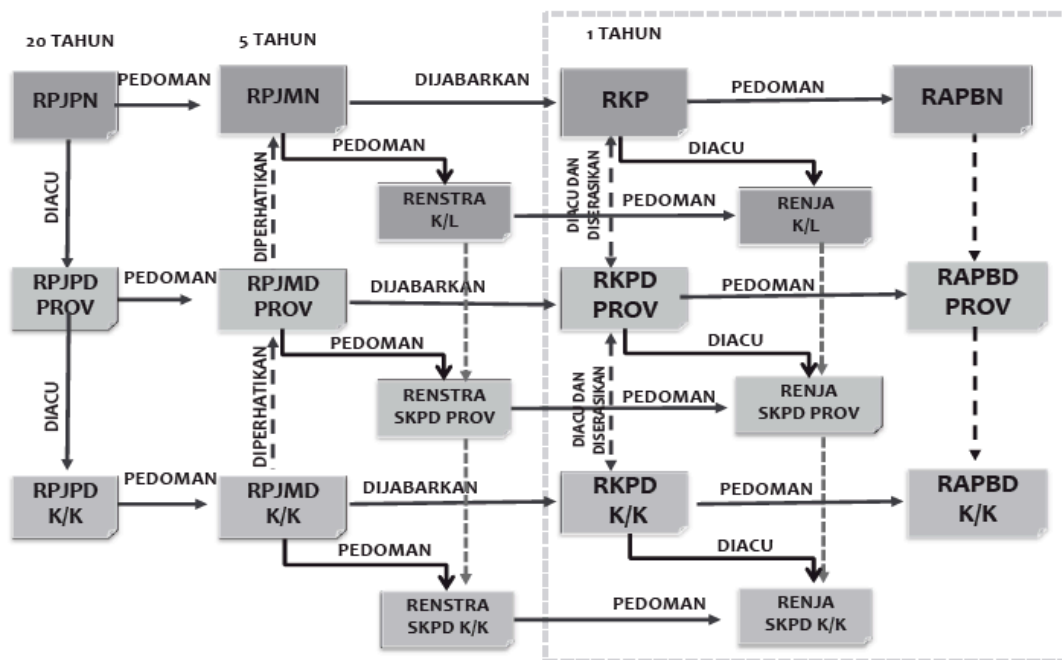 20 TAHUN
5 TAHUN
1 TAHUN
RPJPN
PEDOMAN
RPJMN
DIJABARKAN
RKP
PEDOMAN
RAPBN
DIACU
DIPERHATIKAN
PEDOMAN
RENSTRA
K/L
PEDOMAN
DIACU DAN
DISERASIKAN
DIACU
RENJA
K/L
RPJPD
PROV
PEDOMAN
RPJMD
PROV
DIJABARKAN
RKPD
PROV
PEDOMAN
RAPBD
PROV
DIACU
DIPERHATIKAN
PEDOMAN
RENSTRA
SKPD PROV
PEDOMAN
DIACU DAN
DISERASIKAN
DIACU
RENJA
SKPD PROV
RPJPD
K/K
PEDOMAN
RPJMD
K/K
DIJABARKAN
RKPD
K/K
PEDOMAN
RAPBD
K/K
PEDOMAN
RENSTRA
SKPD K/K
PEDOMAN
DIACU
RENJA
SKPD K/K